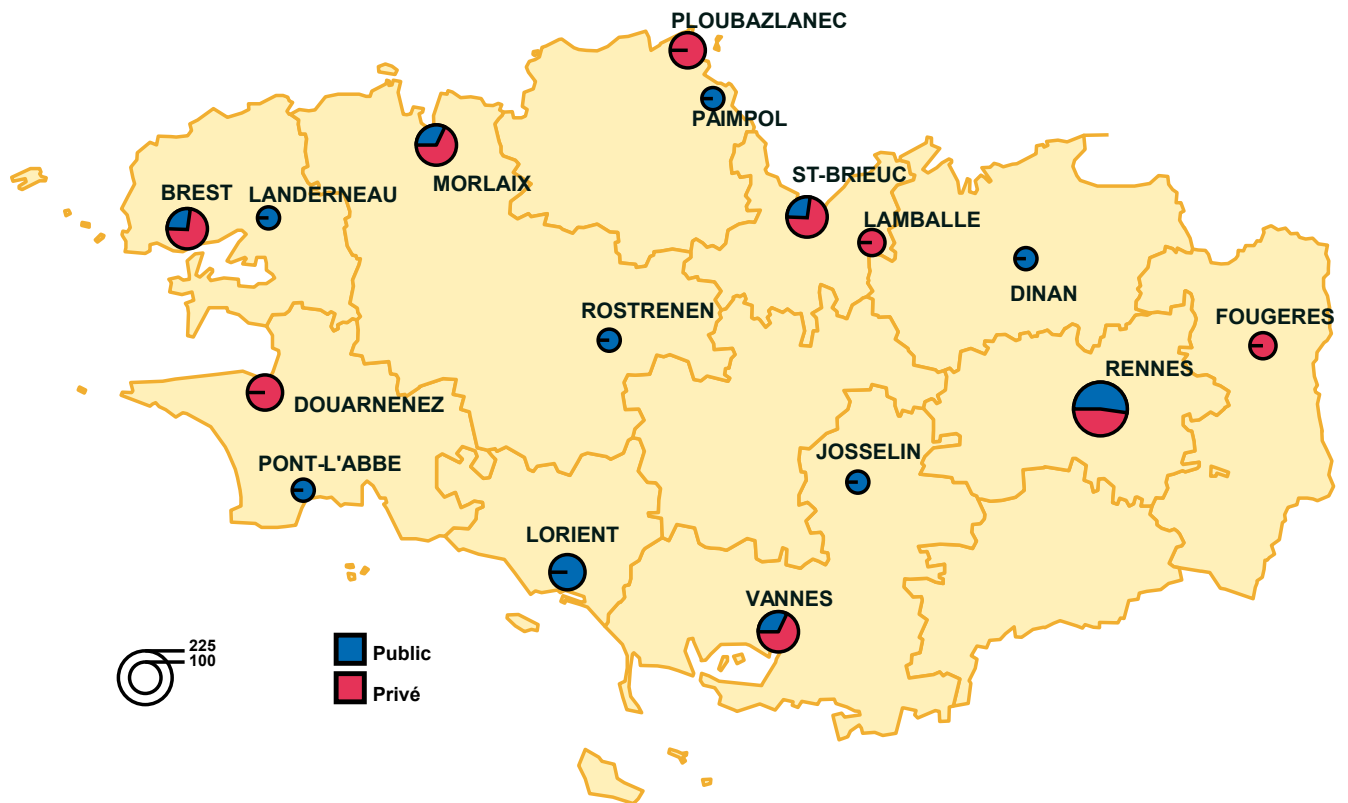 PLOUBAZLANEC
PAIMPOL
MORLAIX
ST-BRIEUC
BREST
LANDERNEAU
LAMBALLE
DINAN
ROSTRENEN
FOUGERES
RENNES
DOUARNENEZ
JOSSELIN
PONT-L'ABBE
LORIENT
VANNES
225
100
Public
Privé